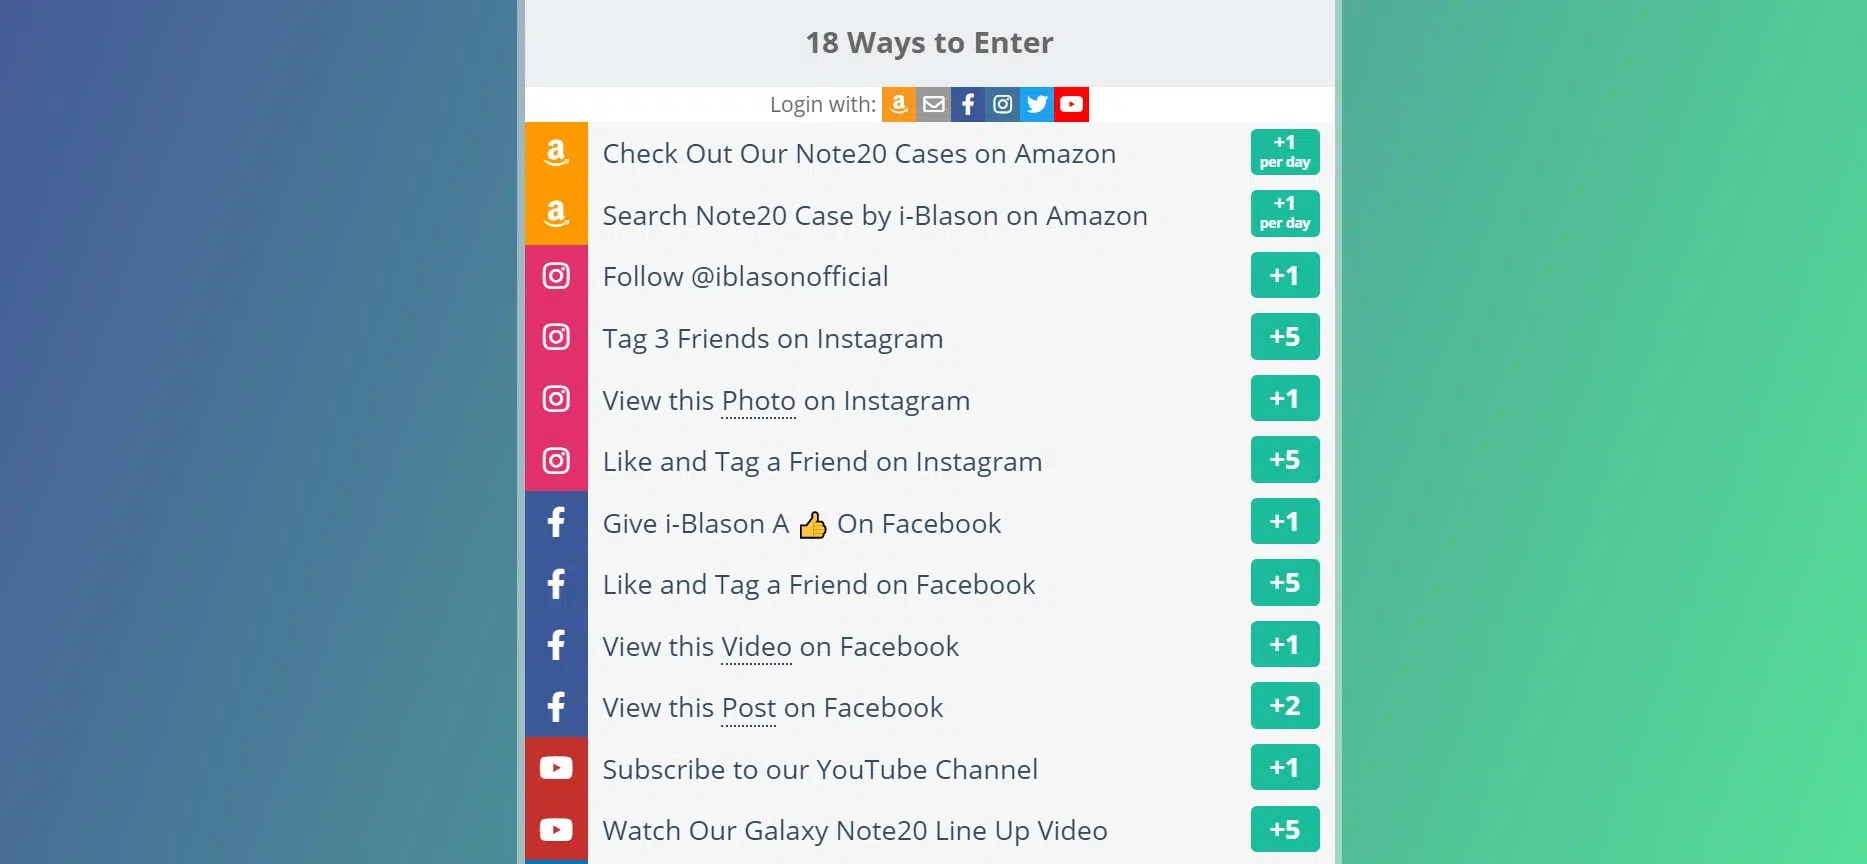 18 Ways to Enter
Login with:
Check Out Our Note20 Cases on Amazon
+1
per day
Search Note20 Case by i-Blason on Amazon
+1
per day
Follow @iblasonofficial
+1
Tag 3 Friends on Instagram
+5
View this Photo on Instagram
+1
Like and Tag a Friend on Instagram
+5
Give i-Blason A 👍 On Facebook
+1
Like and Tag a Friend on Facebook
+5
View this Video on Facebook
+1
View this Post on Facebook
+2
Subscribe to our YouTube Channel
+1
Watch Our Galaxy Note20 Line Up Video
+5